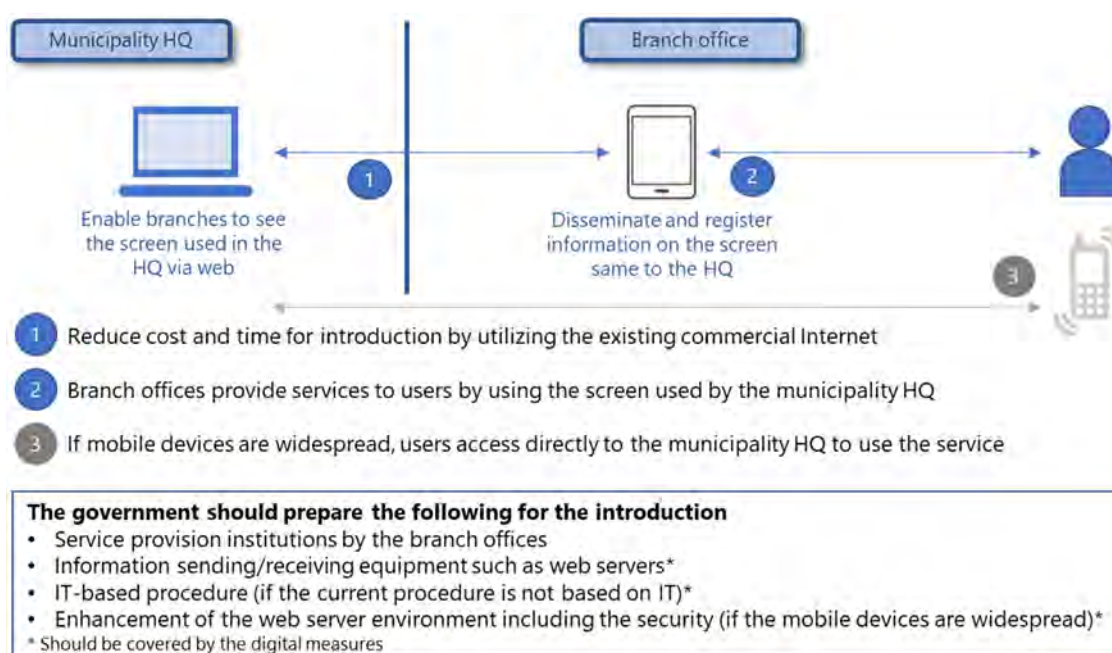 Municipality HQ
Branch office
1
2
Enable branches to see
the screen used in the
HQ via web
Disseminate and register
information on the screen
same to the HQ
3
1 Reduce cost and time for introduction by utilizing the existing commercial Internet
2 Branch offices provide services to users by using the screen used by the municipality HQ
3 If mobile devices are widespread, users access directly to the municipality HQ to use the service
The government should prepare the following for the introduction
• Service provision institutions by the branch offices
• Information sending/receiving equipment such as web servers*
• IT-based procedure (if the current procedure is not based on IT)*
• Enhancement of the web server environment including the security (if the mobile devices are widespread)*
* Should be covered by the digital measures